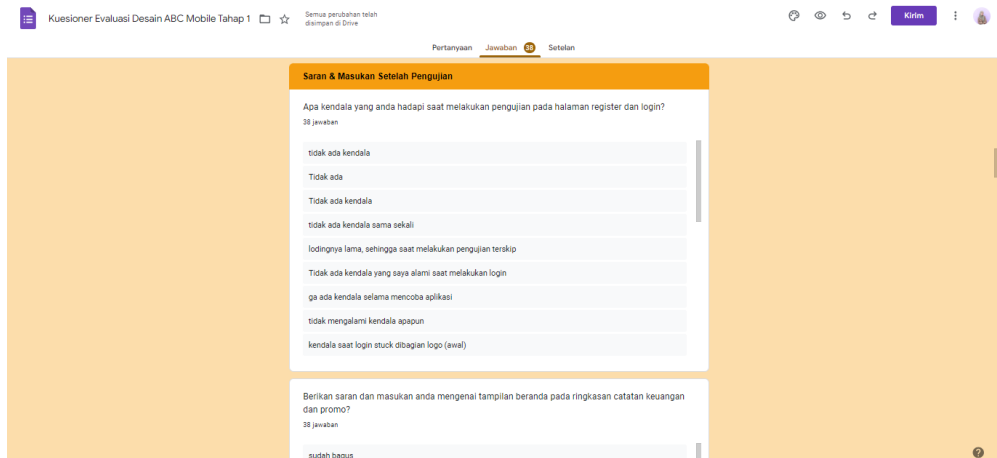 Kuesioner Evaluasi Desain ABC Mobile Tahap 1
Semua perubahan telah
disimpan di Drive
Kirim
Pertanyaan Jawaban 38 Setelan
Saran & Masukan Setelah Pengujian
Apa kendala yang anda hadapi saat melakukan pengujian pada halaman register dan login?
38 jawaban
tidak ada kendala
Tidak ada
Tidak ada kendala
tidak ada kendala sama sekali
lodingnya lama, sehingga saat melakukan pengujian terskip
Tidak ada kendala yang saya alami saat melakukan login
ga ada kendala selama mencoba aplikasi
tidak mengalami kendala apapun
kendala saat login stuck dibagian logo (awal)
Berikan saran dan masukan anda mengenai tampilan beranda pada ringkasan catatan keuangan
dan promo?
38 jawaban
sudah bagus